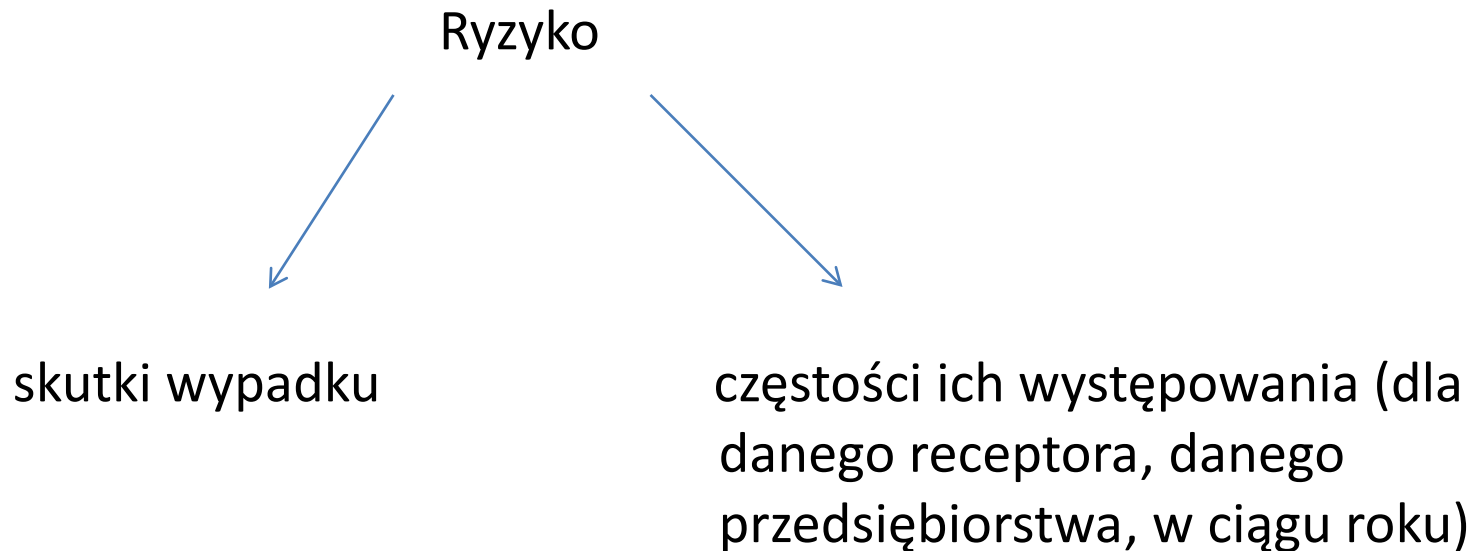 Ryzyko
skutki wypadku
częstości ich występowania (dla
danego receptora, danego
przedsiębiorstwa, w ciągu roku)